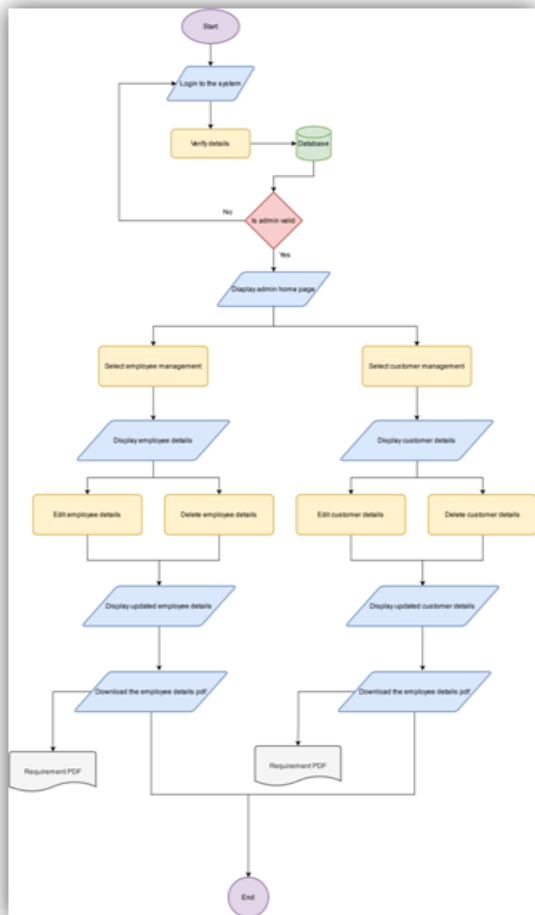 Start
Login to the system
Verify details
Database
No
Is admin valid
Yes
Display admin home page
Select employee management
Select customer management
Display employee details
Display customer details
Edit employee details
Delete employee details
Edit customer details
Delete customer details
Display updated employee details
Display updated customer details
Download the employee details pdf
Download the employee details pdf
Requirement PDF
Requirement PDF
End